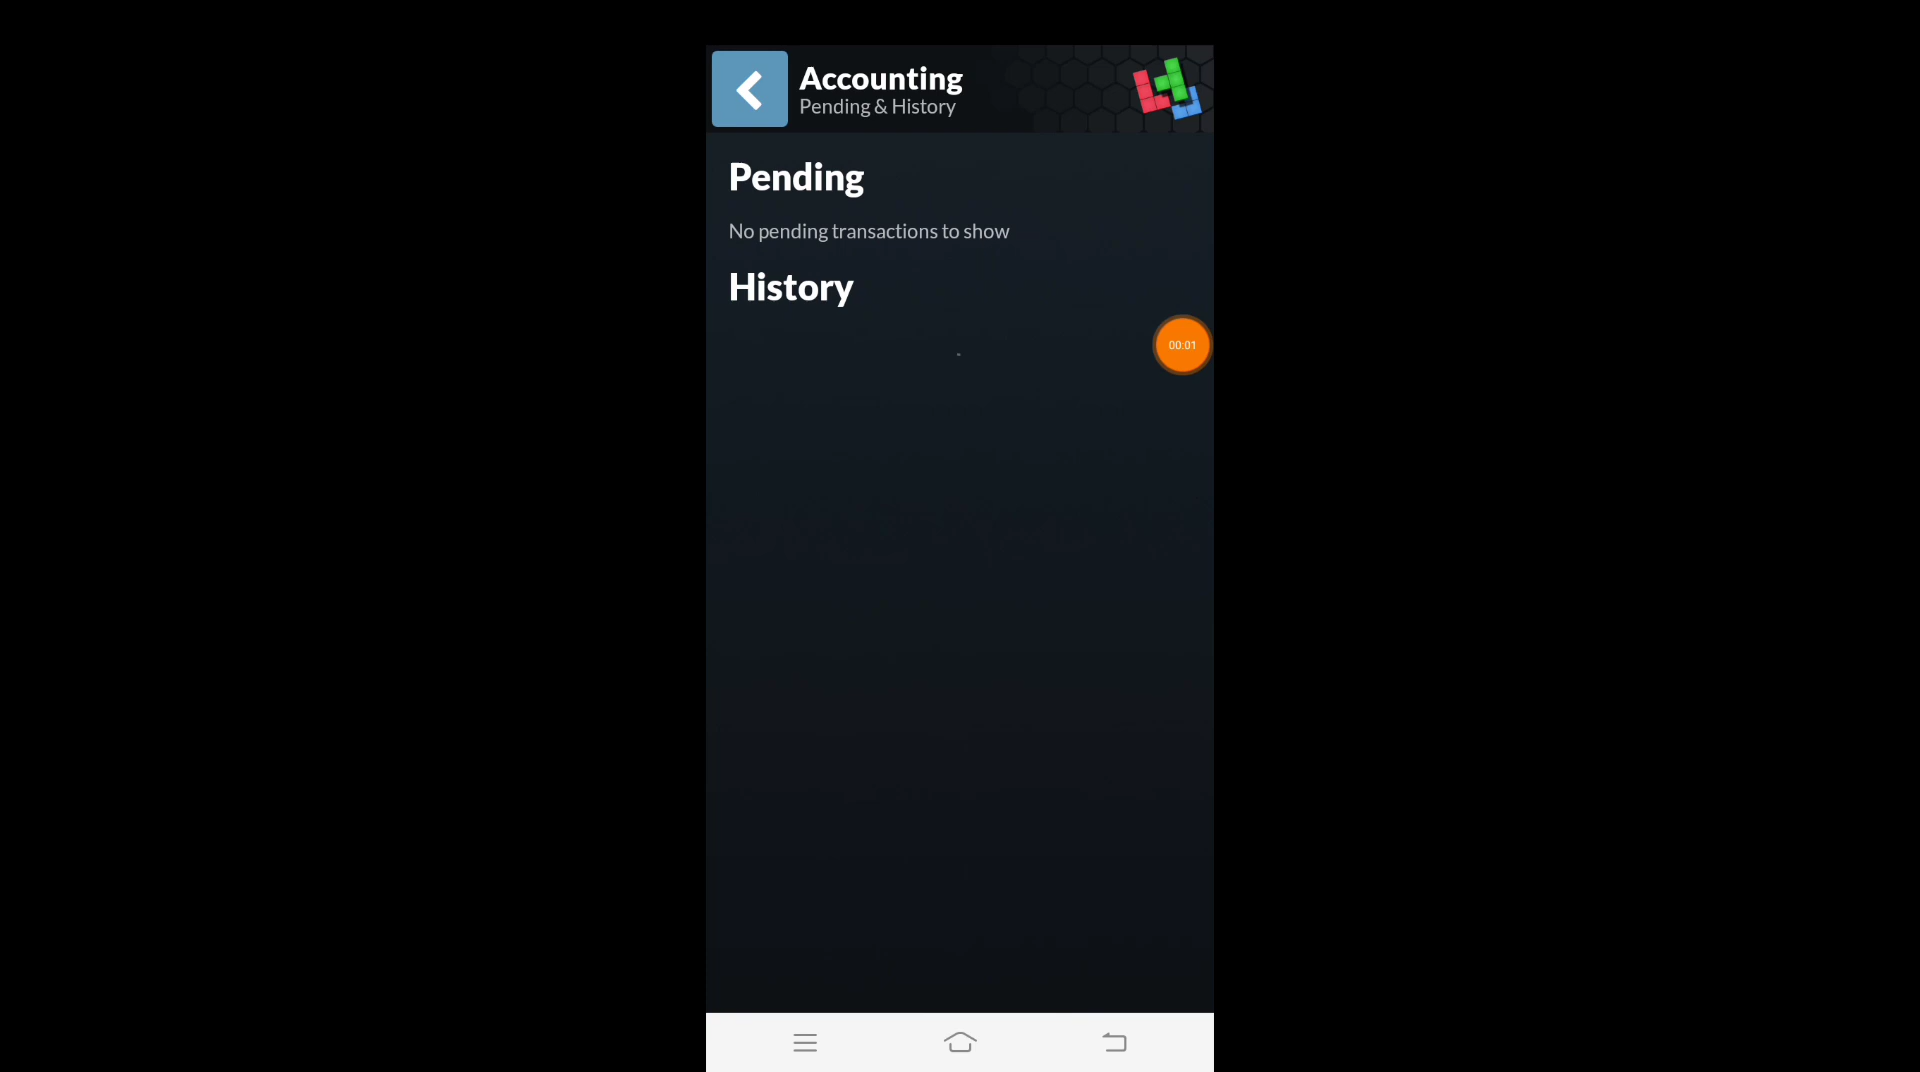 Accounting
Pending & History
Pending
No pending transactions to show
History
00:01